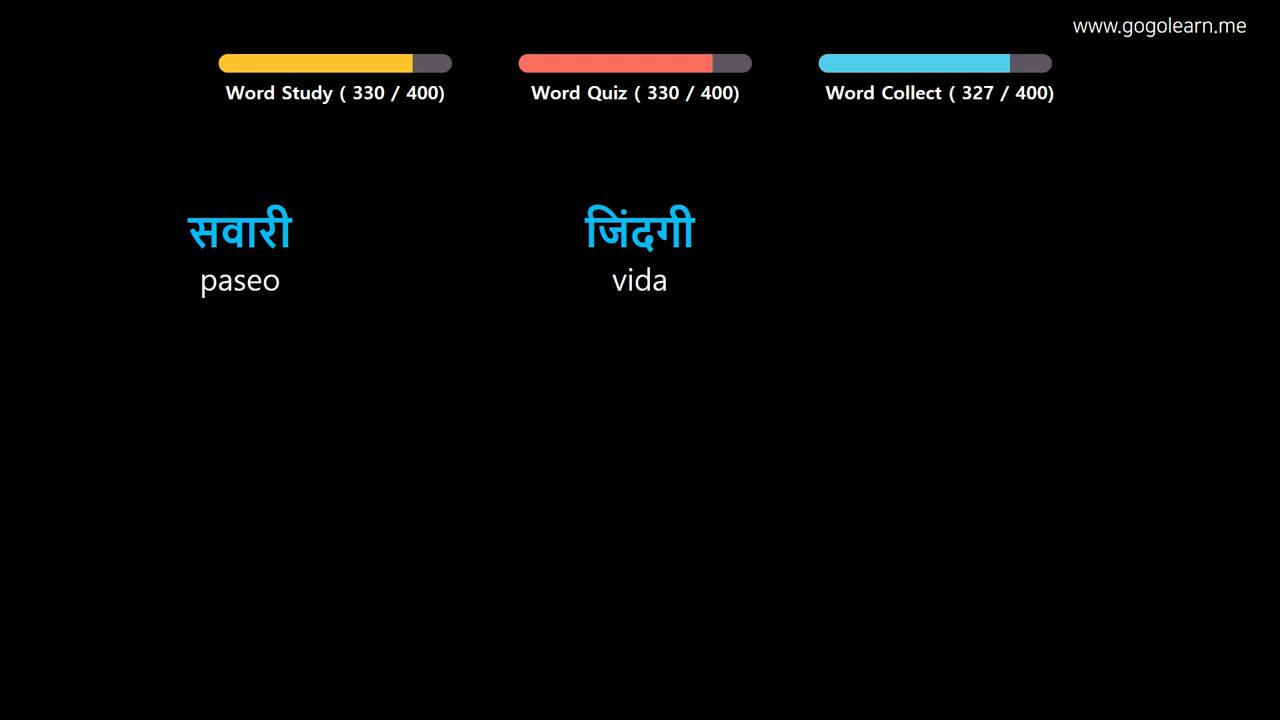 www.gogolearn.me
Word Study ( 330 / 400)
Word Quiz ( 330 / 400)
Word Collect ( 327 / 400)
सवारी
paseo
जिंदगी
vida